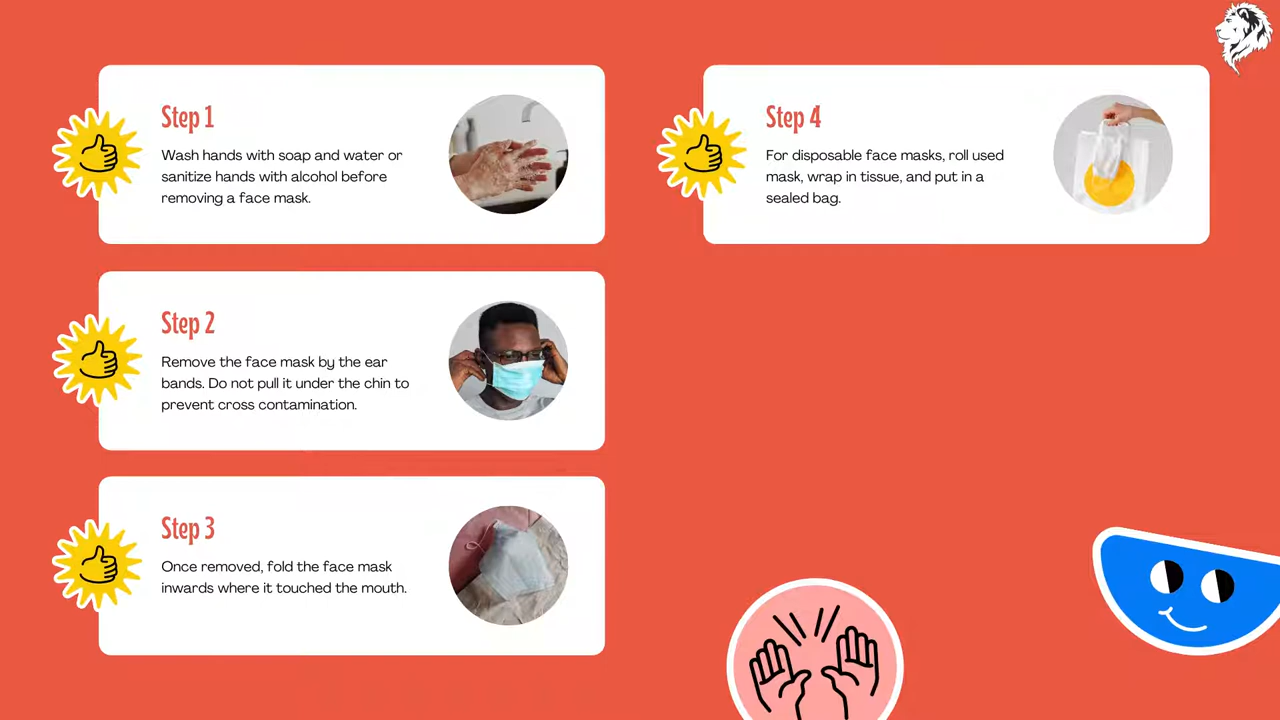 Step 1
Wash hands with soap and water or
sanitize hands with alcohol before
removing a face mask.
Step 2
Remove the face mask by the ear
bands. Do not pull it under the chin to
prevent cross contamination.
Step 3
Once removed, fold the face mask
inwards where it touched the mouth.
Step 4
For disposable face masks, roll used
mask, wrap in tissue, and put in a
sealed bag.